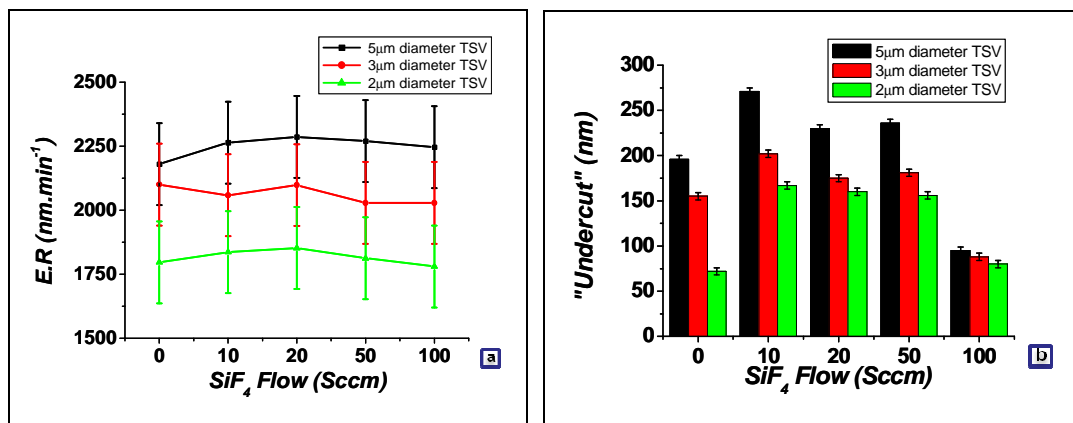 5μm diameter TSV
3μm diameter TSV
2μm diameter TSV
2500
2250
2000
1750
1500
E.R (nm.min⁻¹)
0 10 20 50 100
SiF₄ Flow (Sccm)
a
5μm diameter TSV
3μm diameter TSV
2μm diameter TSV
300
250
200
150
100
50
0
"Undercut" (nm)
0 10 20 50 100
SiF₄ Flow (Sccm)
b